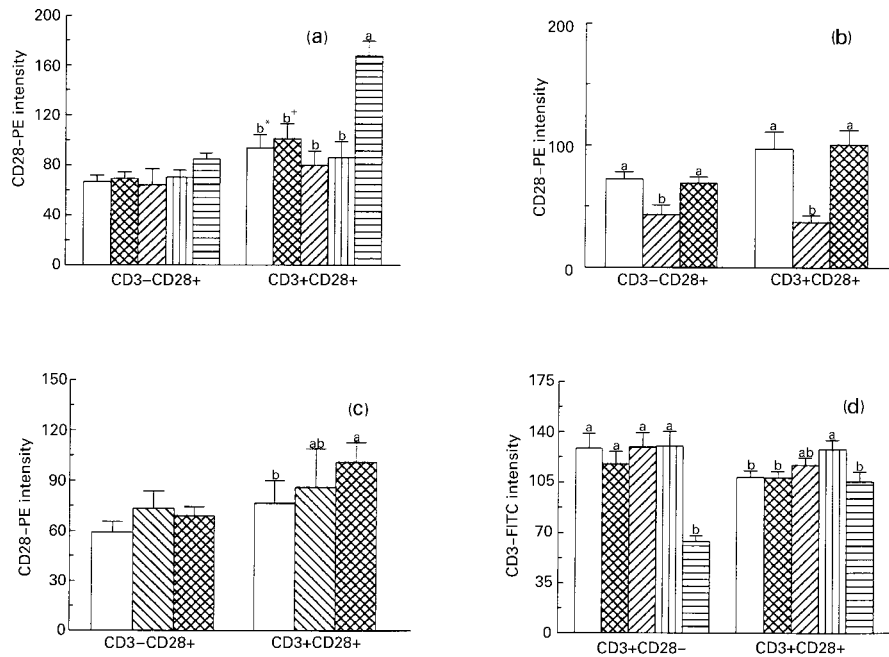 200
160
120
80
40
0
CD28–PE intensity
(a)
b*
b+
b
b
a
CD3–CD28+
CD3+CD28+
200
100
50
0
CD28–PE intensity
(b)
a
b
a
a
b
a
CD3–CD28+
CD3+CD28+
150
120
90
60
30
0
CD28–PE intensity
(c)
b
ab
a
CD3–CD28+
CD3+CD28+
175
140
105
70
35
0
CD3–FITC intensity
(d)
a
a
a
a
b
b
b
ab
a
b
CD3+CD28–
CD3+CD28+